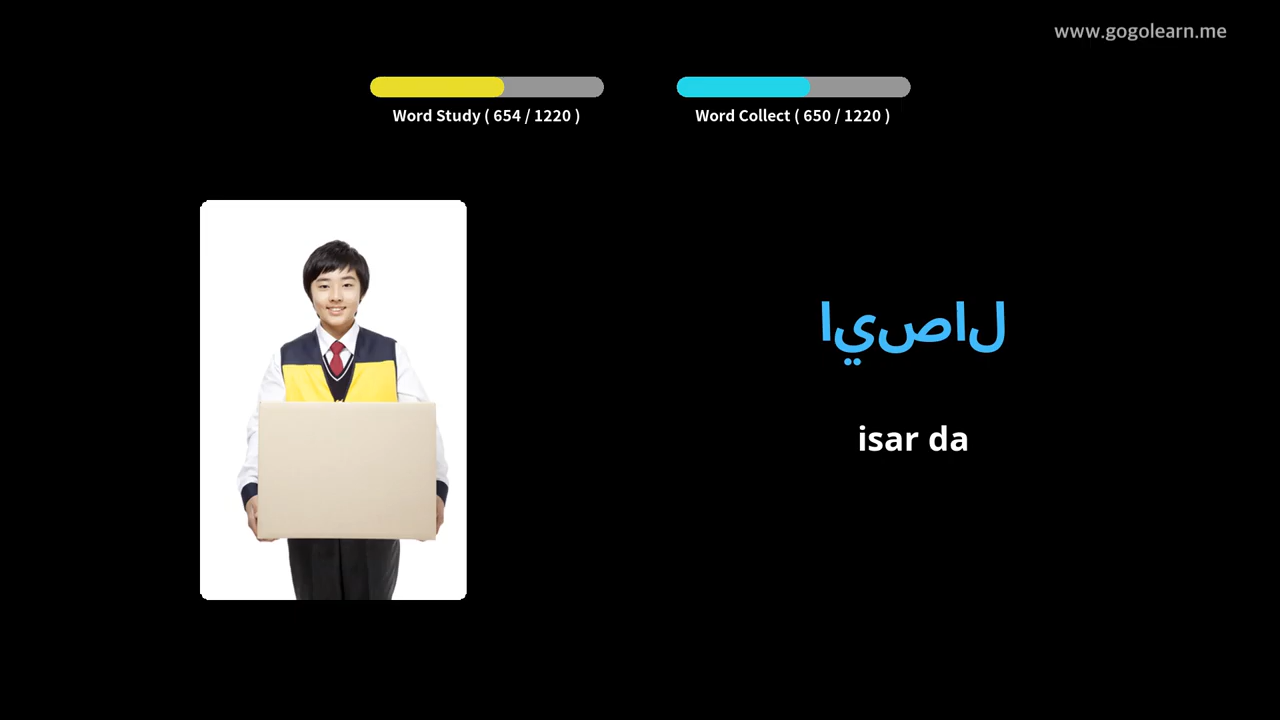 www.gogolearn.me
Word Study ( 654 / 1220 )
Word Collect ( 650 / 1220 )
ايصال
isar da